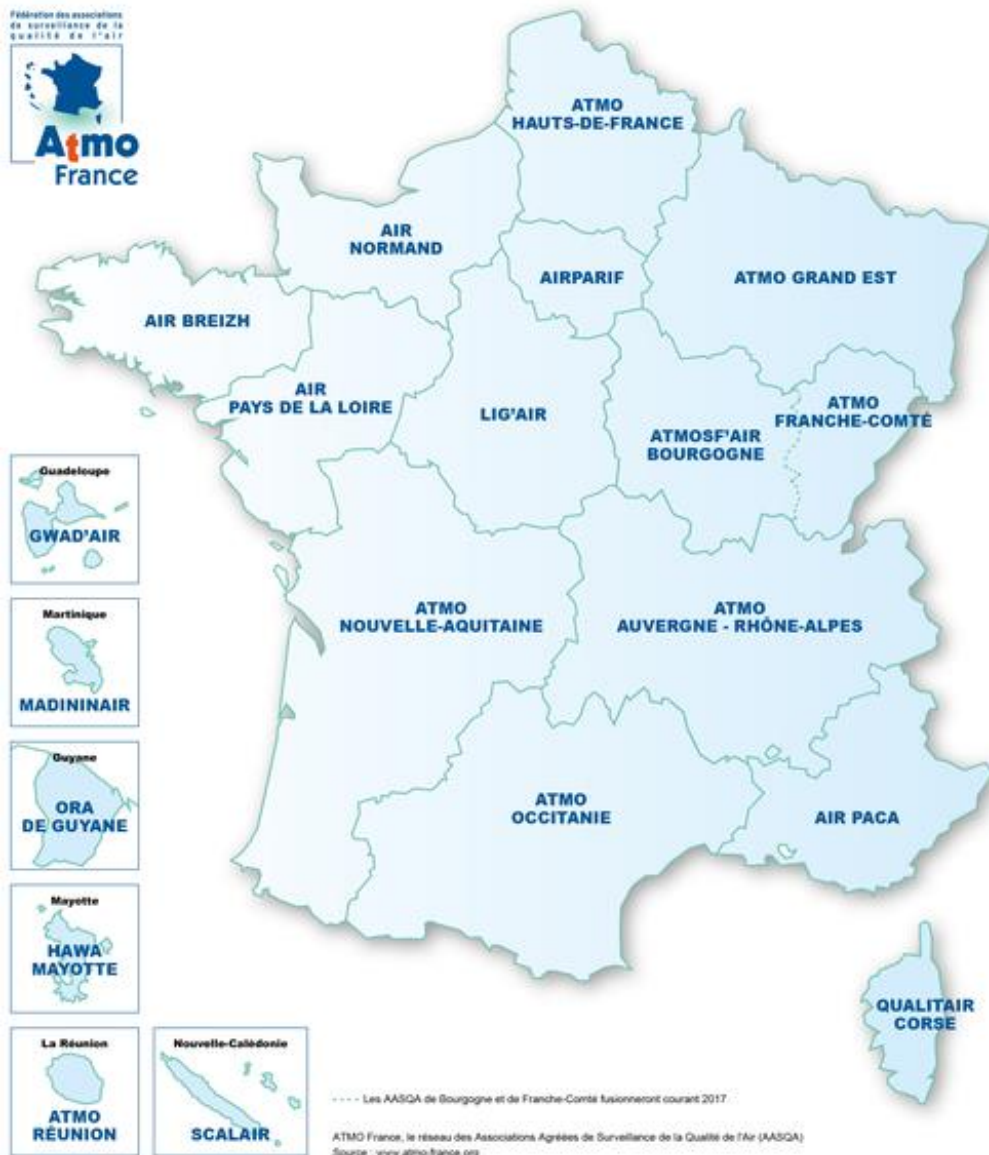 Fédération des associations
de surveillance de la
qualité de l'air
Atmo
France
ATMO
HAUTS-DE-FRANCE
AIR
NORMAND
AIRPARIF
ATMO GRAND EST
AIR BREIZH
AIR
PAYS DE LA LOIRE
LIG'AIR
ATMOSF'AIR
BOURGOGNE
ATMO
FRANCHE-COMTÉ
Guadeloupe
GWAD'AIR
ATMO
NOUVELLE-AQUITAINE
ATMO
AUVERGNE - RHÔNE-ALPES
Martinique
MADININAIR
Guyane
ORA
DE GUYANE
ATMO
OCCITANIE
AIR PACA
Mayotte
HAWA
MAYOTTE
QUALITAIR
CORSE
La Réunion
ATMO
RÉUNION
Nouvelle-Calédonie
SCALAIR
Les AASQA de Bourgogne et de Franche-Comté fusionneront courant 2017
ATMO France, le réseau des Associations Agréées de Surveillance de la Qualité de l'Air (AASQA)
Source : www.atmo-france.org